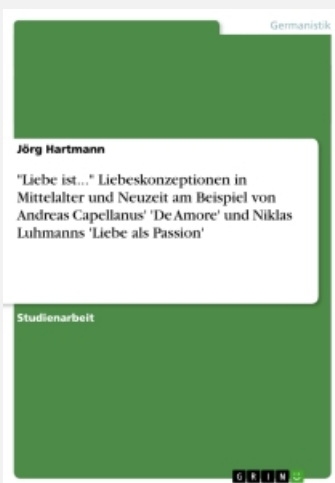 Germanistik
Jörg Hartmann
"Liebe ist..." Liebeskonzeptionen in
Mittelalter und Neuzeit am Beispiel von
Andreas Capellanus' 'De Amore' und Niklas
Luhmanns 'Liebe als Passion'
Studienarbeit
GRIN